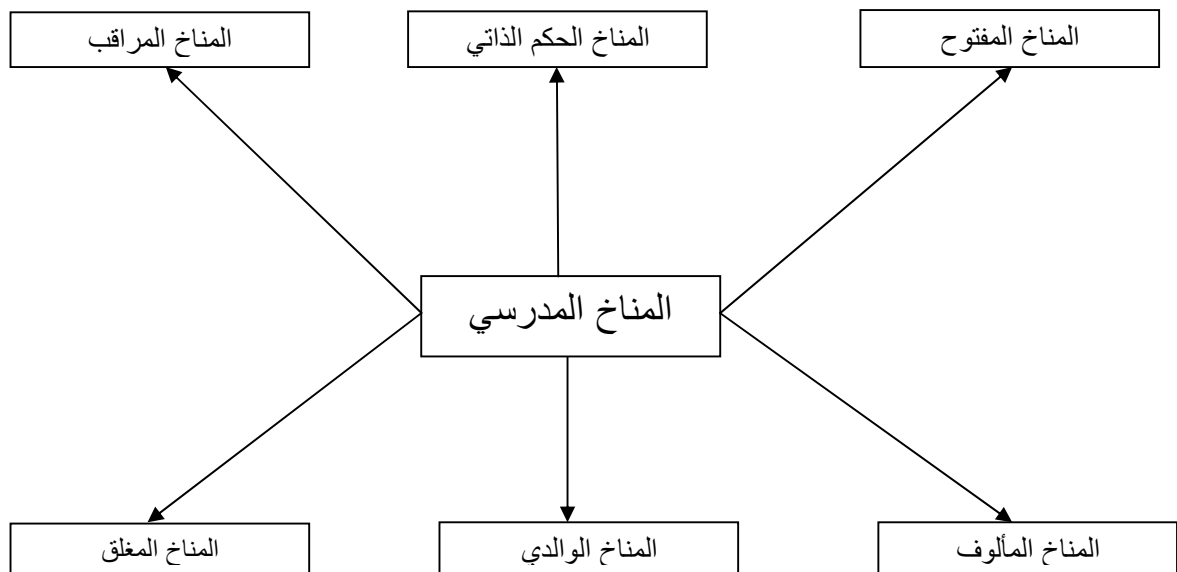 المناخ المفتوح
المناخ الحكم الذاتي
المناخ المراقب
المناخ المدرسي
المناخ المألوف
المناخ الوالدي
المناخ المغلق